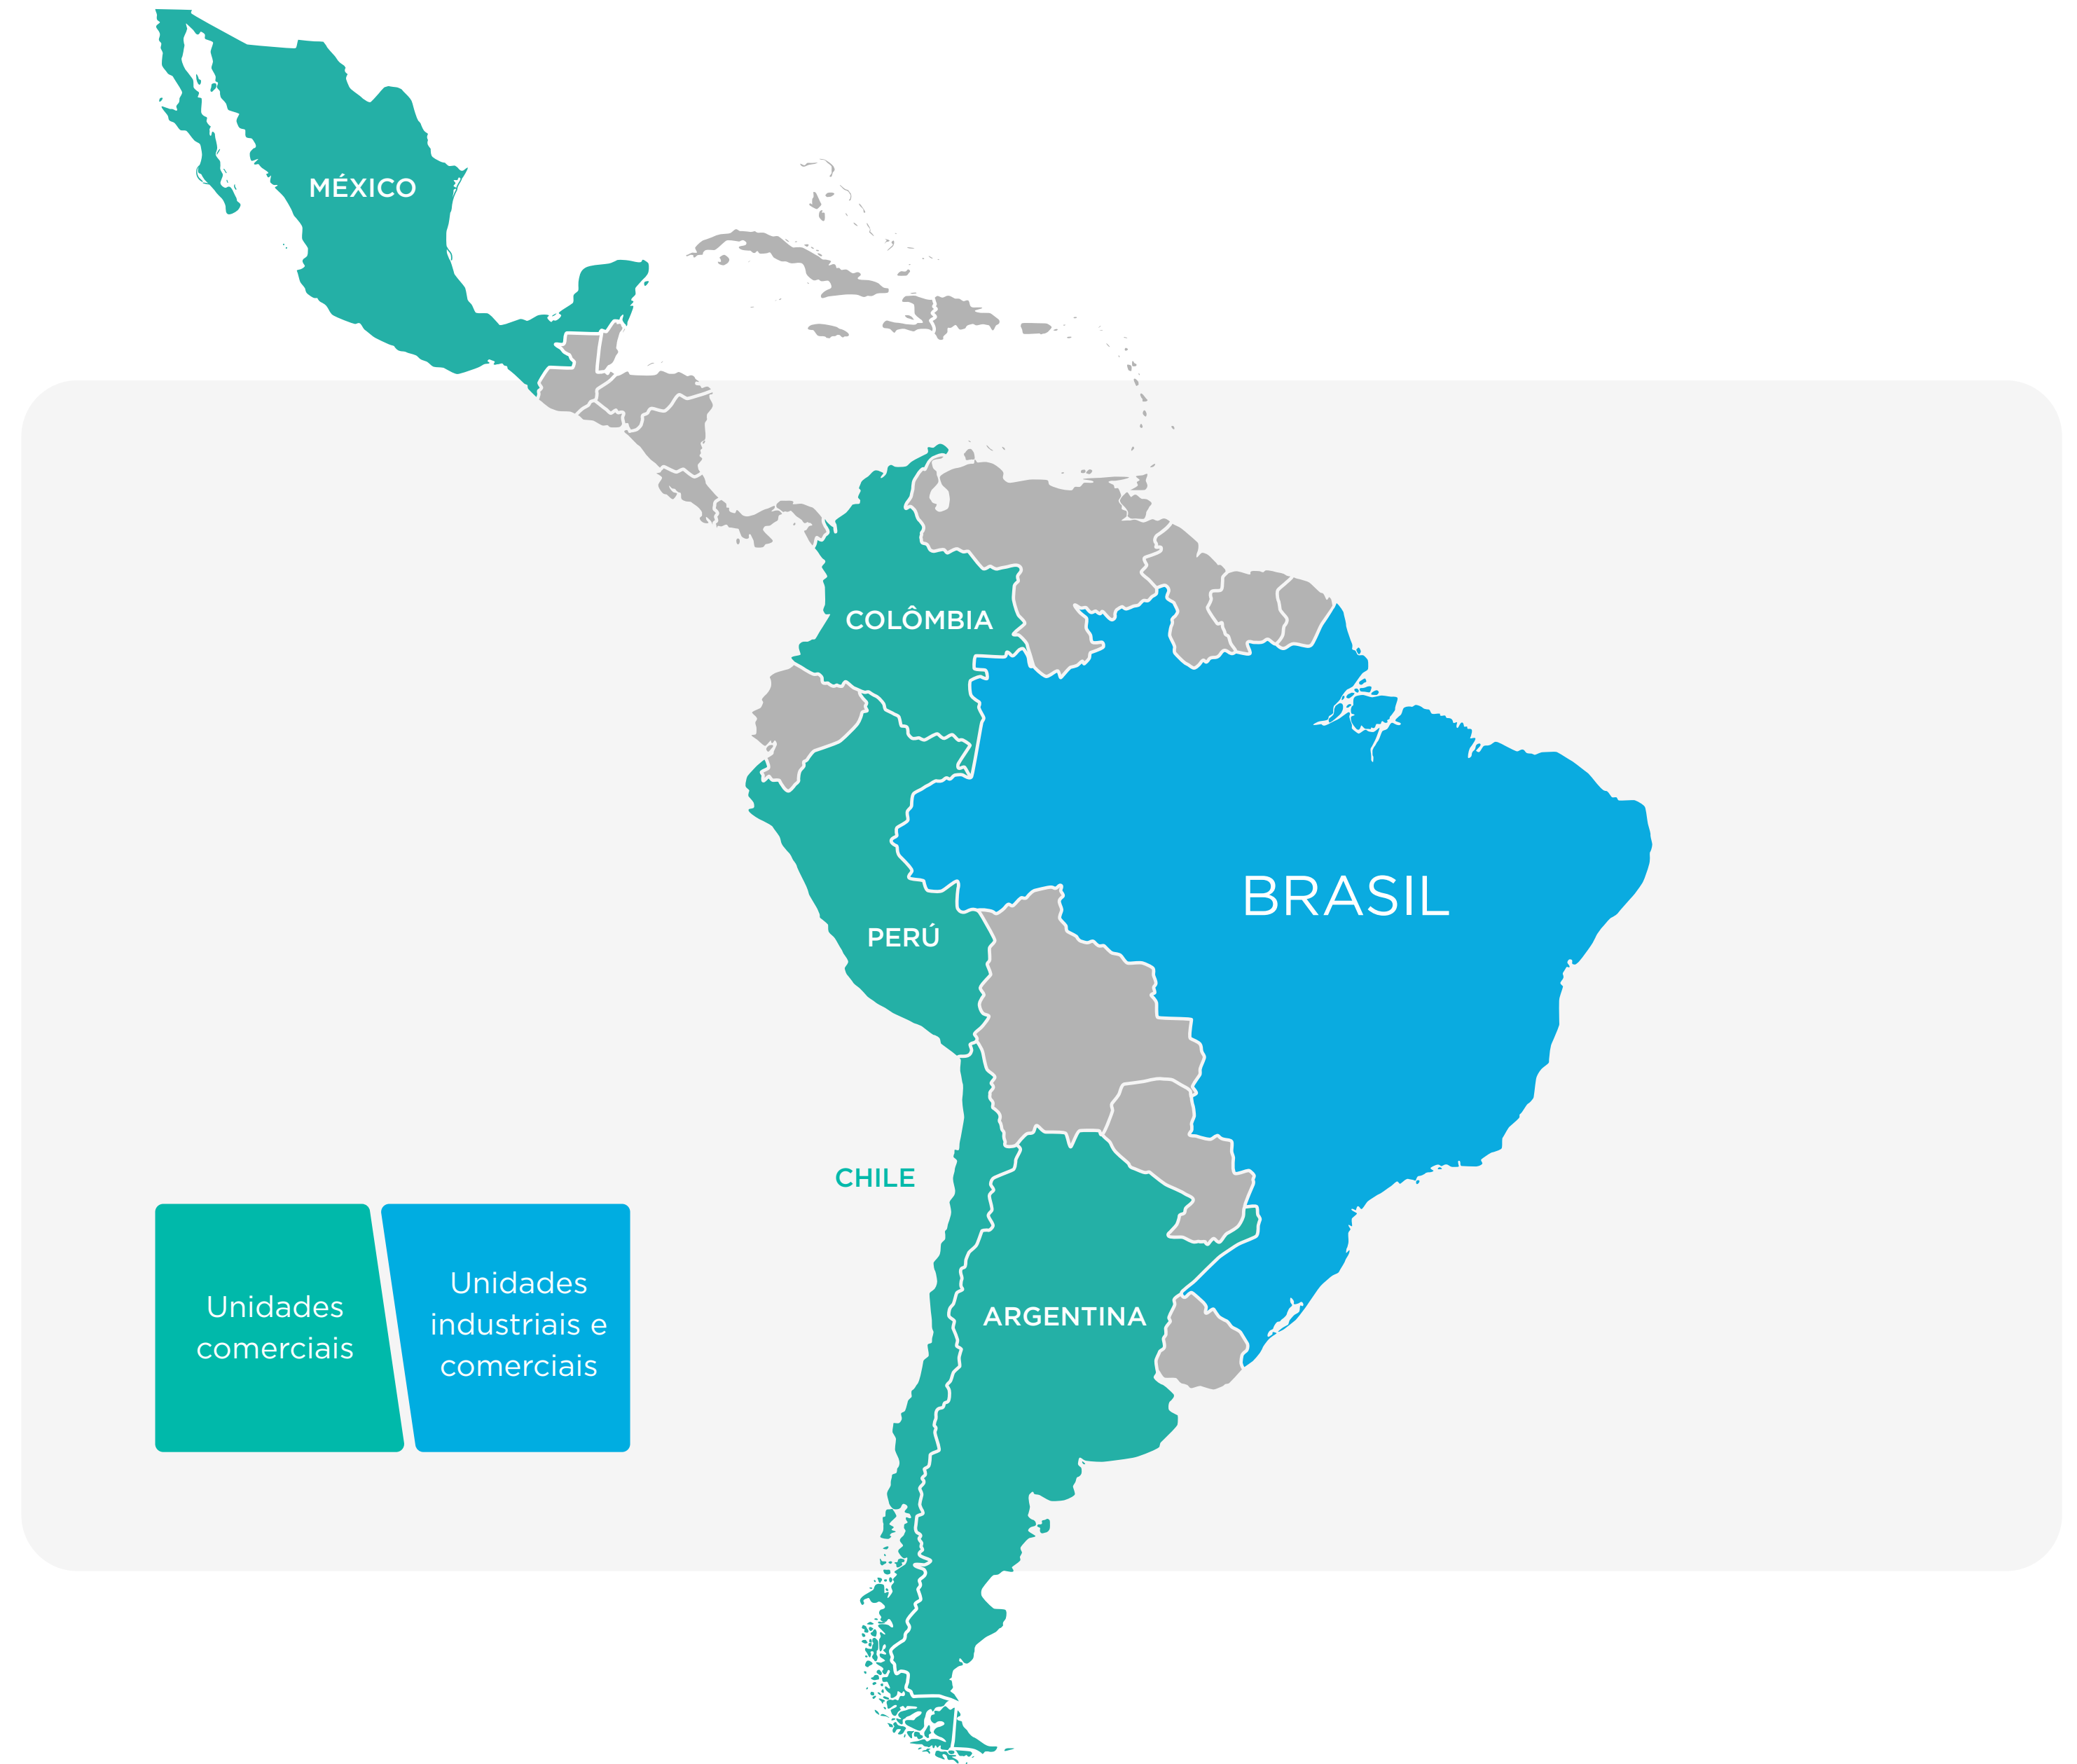 MÉXICO
COLÔMBIA
BRASIL
PERÚ
CHILE
ARGENTINA
Unidades
comerciais
Unidades
industriais e
comerciais